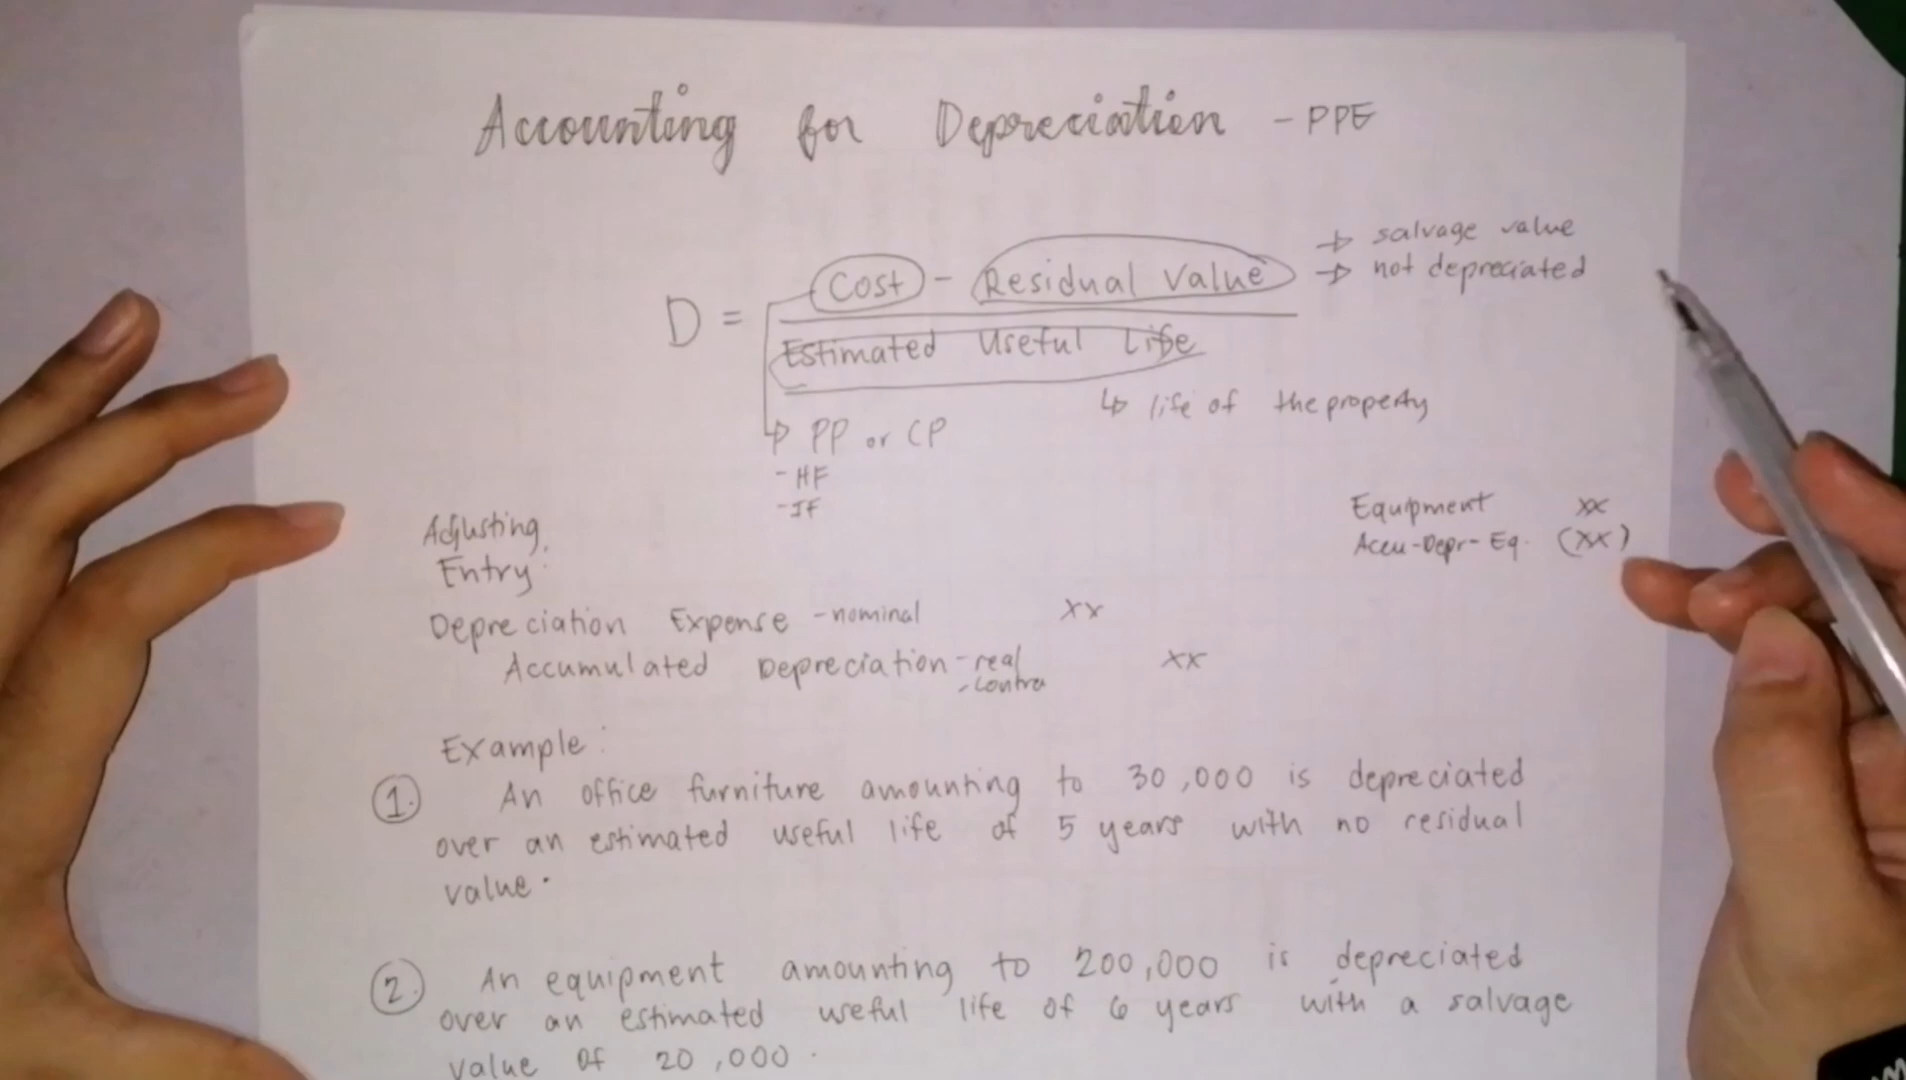 Accounting for Depreciation - PPE
D = Cost - Residual Value
Estimated Useful Life
→ salvage value
→ not depreciated
↳ life of the property
↳ PP or CP
- HF
- IF
Equipment xx
Accu-Depr-Eq. (xx)
Adjusting
Entry:
Depreciation Expense - nominal xx
Accumulated Depreciation - real xx
- contra
Example:
1. An office furniture amounting to 30,000 is depreciated
over an estimated useful life of 5 years with no residual
value.
2. An equipment amounting to 200,000 is depreciated
over an estimated useful life of 6 years with a salvage
value of 20,000.